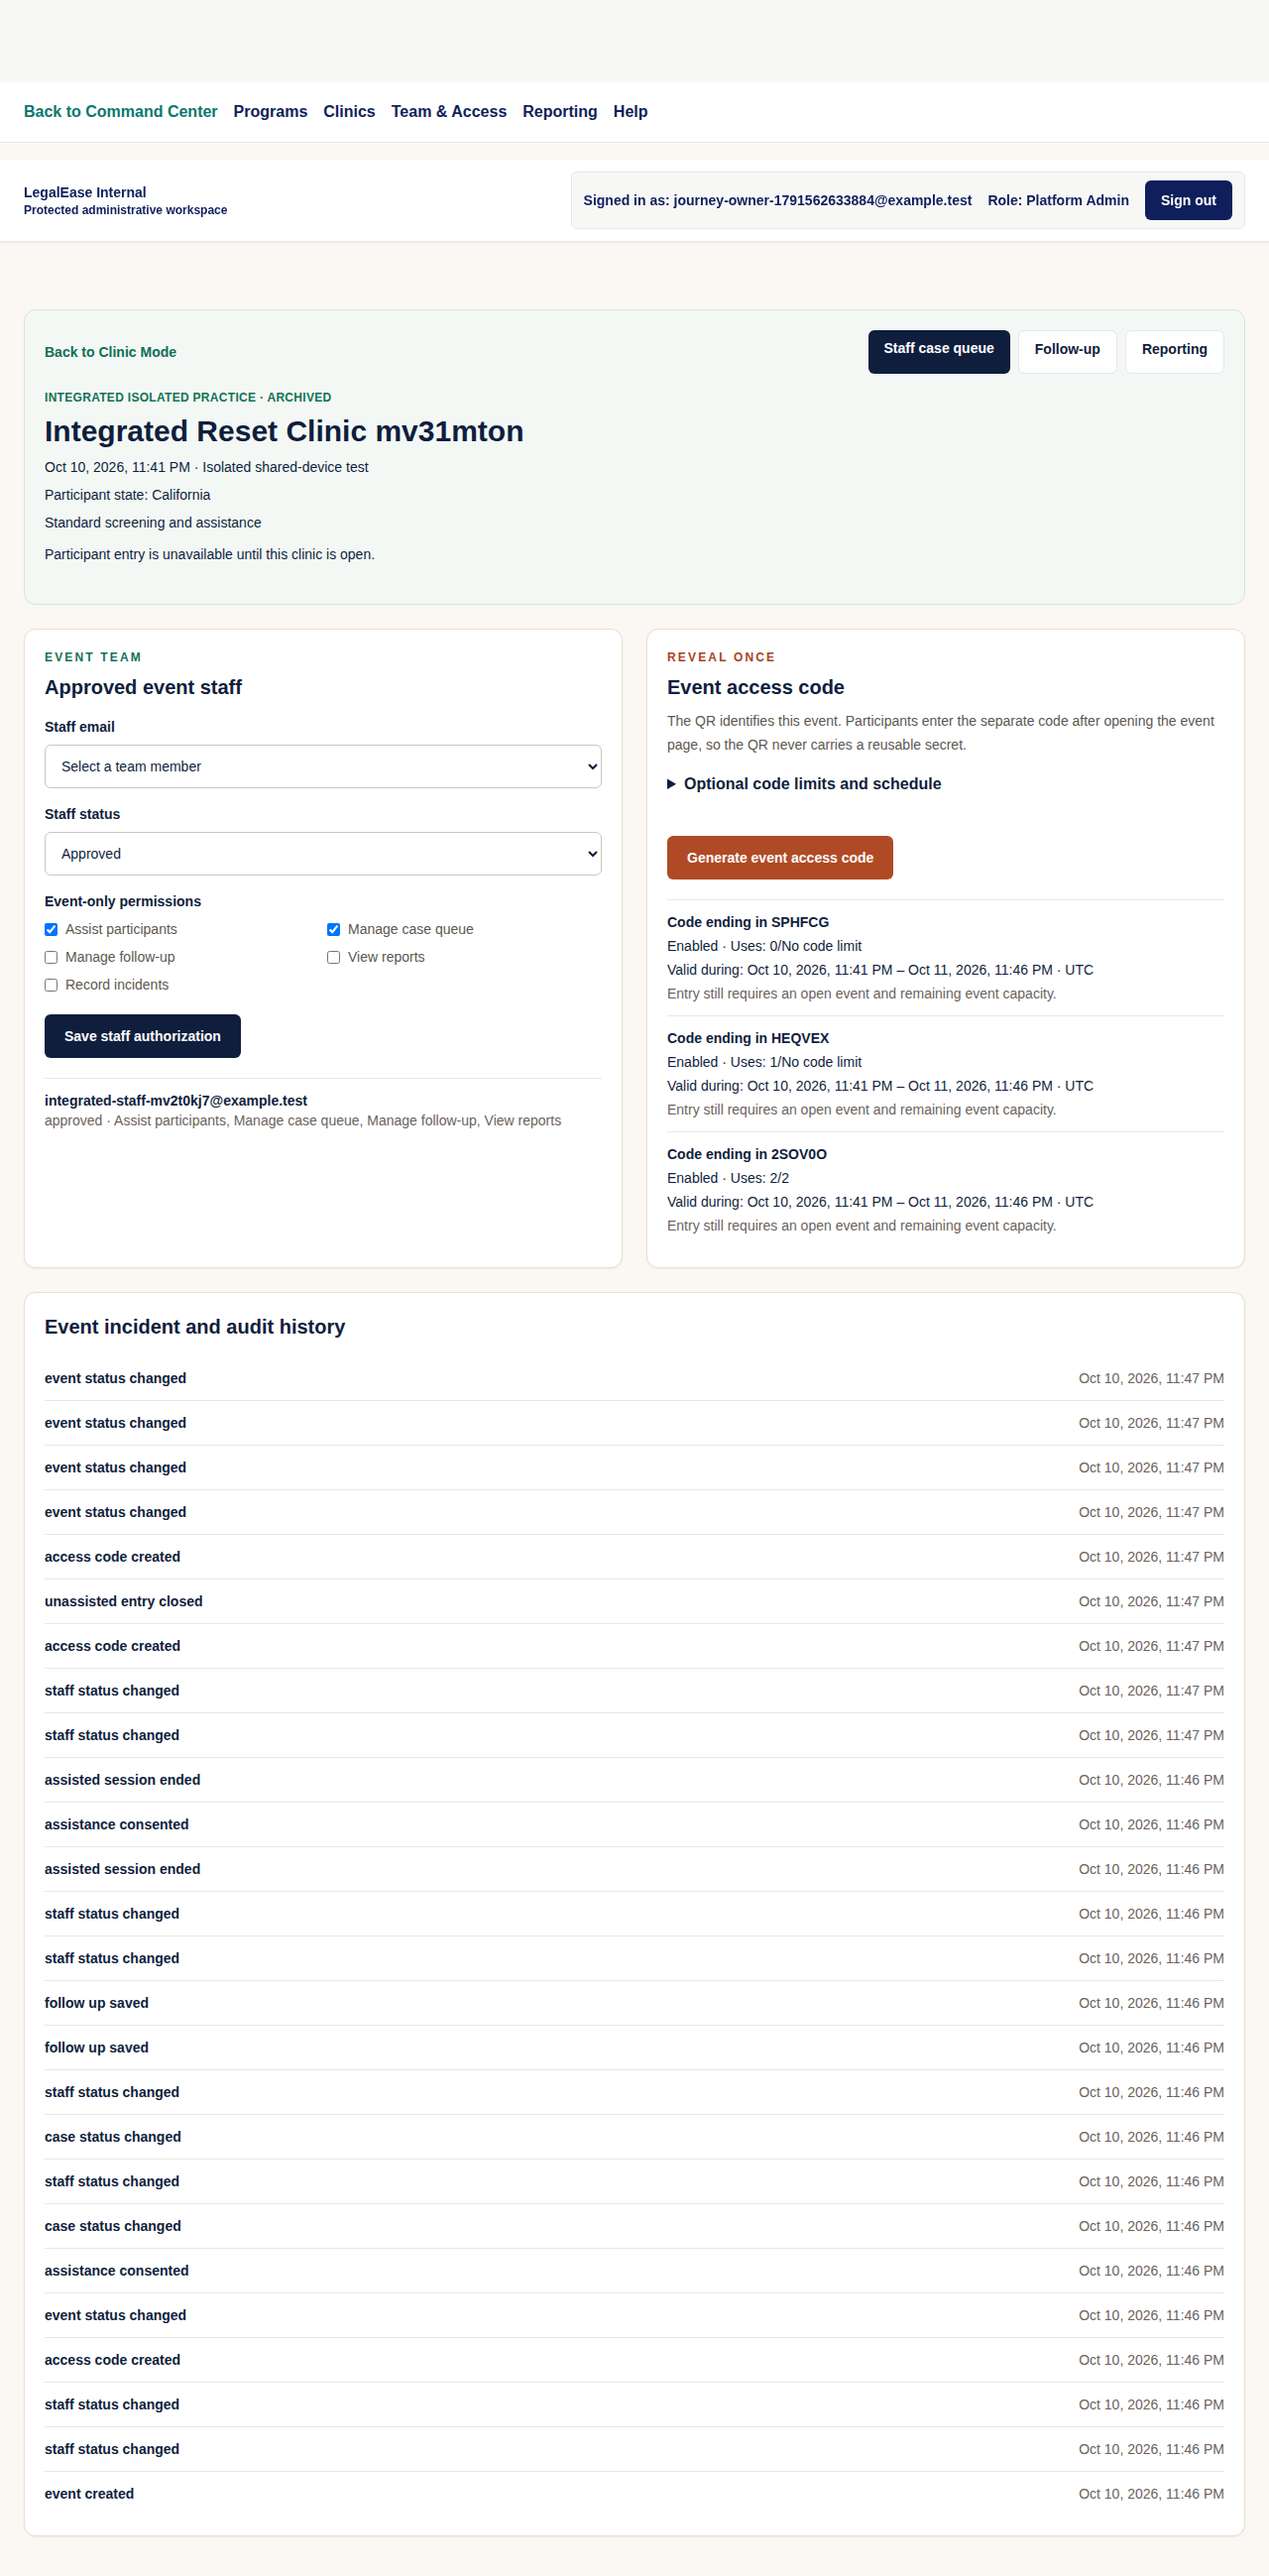 Back to Command Center Programs Clinics Team & Access Reporting Help
LegalEase Internal
Protected administrative workspace
Signed in as: journey-owner-1791562633884@example.test Role: Platform Admin Sign out
Back to Clinic Mode
Staff case queue Follow-up Reporting
INTEGRATED ISOLATED PRACTICE · ARCHIVED
Integrated Reset Clinic mv31mton
Oct 10, 2026, 11:41 PM · Isolated shared-device test
Participant state: California
Standard screening and assistance
Participant entry is unavailable until this clinic is open.
EVENT TEAM
Approved event staff
Staff email
Select a team member
Staff status
Approved
Event-only permissions
Assist participants
Manage case queue
Manage follow-up
View reports
Record incidents
Save staff authorization
integrated-staff-mv2t0kj7@example.test
approved · Assist participants, Manage case queue, Manage follow-up, View reports
REVEAL ONCE
Event access code
The QR identifies this event. Participants enter the separate code after opening the event
page, so the QR never carries a reusable secret.
Optional code limits and schedule
Generate event access code
Code ending in SPHFCG
Enabled · Uses: 0/No code limit
Valid during: Oct 10, 2026, 11:41 PM – Oct 11, 2026, 11:46 PM · UTC
Entry still requires an open event and remaining event capacity.
Code ending in HEQVEX
Enabled · Uses: 1/No code limit
Valid during: Oct 10, 2026, 11:41 PM – Oct 11, 2026, 11:46 PM · UTC
Entry still requires an open event and remaining event capacity.
Code ending in 2SOV0O
Enabled · Uses: 2/2
Valid during: Oct 10, 2026, 11:41 PM – Oct 11, 2026, 11:46 PM · UTC
Entry still requires an open event and remaining event capacity.
Event incident and audit history
event status changed Oct 10, 2026, 11:47 PM
event status changed Oct 10, 2026, 11:47 PM
event status changed Oct 10, 2026, 11:47 PM
event status changed Oct 10, 2026, 11:47 PM
access code created Oct 10, 2026, 11:47 PM
unassisted entry closed Oct 10, 2026, 11:47 PM
access code created Oct 10, 2026, 11:47 PM
staff status changed Oct 10, 2026, 11:47 PM
staff status changed Oct 10, 2026, 11:47 PM
assisted session ended Oct 10, 2026, 11:46 PM
assistance consented Oct 10, 2026, 11:46 PM
assisted session ended Oct 10, 2026, 11:46 PM
staff status changed Oct 10, 2026, 11:46 PM
staff status changed Oct 10, 2026, 11:46 PM
follow up saved Oct 10, 2026, 11:46 PM
follow up saved Oct 10, 2026, 11:46 PM
staff status changed Oct 10, 2026, 11:46 PM
case status changed Oct 10, 2026, 11:46 PM
staff status changed Oct 10, 2026, 11:46 PM
case status changed Oct 10, 2026, 11:46 PM
assistance consented Oct 10, 2026, 11:46 PM
event status changed Oct 10, 2026, 11:46 PM
access code created Oct 10, 2026, 11:46 PM
staff status changed Oct 10, 2026, 11:46 PM
staff status changed Oct 10, 2026, 11:46 PM
event created Oct 10, 2026, 11:46 PM